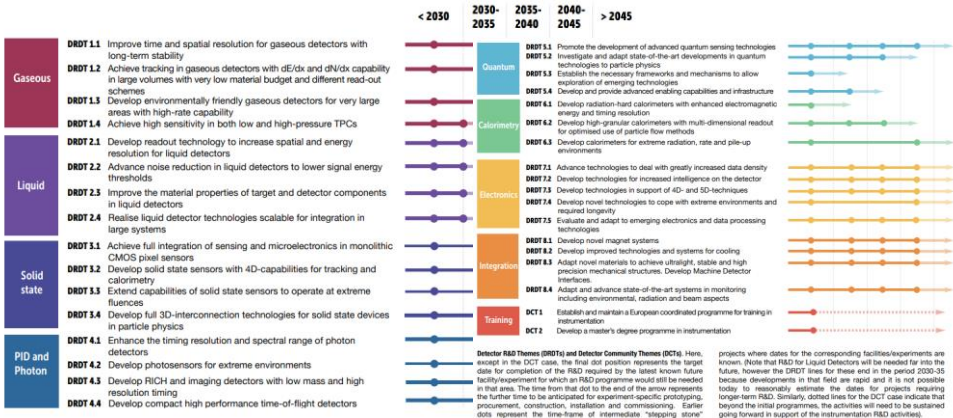 < 2030
2030-
2035
2035-
2040
2040-
2045
> 2045
Gaseous
DRDT 1.1 Improve time and spatial resolution for gaseous detectors with
long-term stability
DRDT 1.2 Achieve tracking in gaseous detectors with dE/dx and dN/dx capability
in large volumes with very low material budget and different read-out
schemes
DRDT 1.3 Develop environmentally friendly gaseous detectors for very large
areas with high-rate capability
DRDT 1.4 Achieve high sensitivity in both low and high-pressure TPCs
Liquid
DRDT 2.1 Develop readout technology to increase spatial and energy
resolution for liquid detectors
DRDT 2.2 Advance noise reduction in liquid detectors to lower signal energy
thresholds
DRDT 2.3 Improve the material properties of target and detector components
in liquid detectors
DRDT 2.4 Realise liquid detector technologies scalable for integration in
large systems
Solid
state
DRDT 3.1 Achieve full integration of sensing and microelectronics in monolithic
CMOS pixel sensors
DRDT 3.2 Develop solid state sensors with 4D-capabilities for tracking and
calorimetry
DRDT 3.3 Extend capabilities of solid state sensors to operate at extreme
fluences
DRDT 3.4 Develop full 3D-interconnection technologies for solid state devices
in particle physics
PID and
Photon
DRDT 4.1 Enhance the timing resolution and spectral range of photon
detectors
DRDT 4.2 Develop photosensors for extreme environments
DRDT 4.3 Develop RICH and imaging detectors with low mass and high
resolution timing
DRDT 4.4 Develop compact high performance time-of-flight detectors
Quantum
DRDT 5.1 Promote the development of advanced quantum sensing technologies
DRDT 5.2 Investigate and adapt state-of-the-art developments in quantum
technologies to particle physics
DRDT 5.3 Establish the necessary frameworks and mechanisms to allow
exploration of emerging technologies
DRDT 5.4 Develop and provide advanced enabling capabilities and infrastructure
Calorimetry
DRDT 6.1 Develop radiation-hard calorimeters with enhanced electromagnetic
energy and timing resolution
DRDT 6.2 Develop high-granular calorimeters with multi-dimensional readout
for optimised use of particle flow methods
DRDT 6.3 Develop calorimeters for extreme radiation, rate and pile-up
environments
Electronics
DRDT 7.1 Advance technologies to deal with greatly increased data density
DRDT 7.2 Develop technologies for increased intelligence on the detector
DRDT 7.3 Develop technologies in support of 4D- and 5D-techniques
DRDT 7.4 Develop novel technologies to cope with extreme environments and
required longevity
DRDT 7.5 Evaluate and adapt to emerging electronics and data processing
technologies
Integration
DRDT 8.1 Develop novel magnet systems
DRDT 8.2 Develop improved technologies and systems for cooling
DRDT 8.3 Adapt novel materials to achieve ultralight, stable and high
precision mechanical structures. Develop Machine Detector
Interfaces.
DRDT 8.4 Adapt and advance state-of-the-art systems in monitoring
including environmental, radiation and beam aspects
Training
DCT 1 Establish and maintain a European coordinated programme for training in
instrumentation
DCT 2 Develop a master's degree programme in instrumentation
Detector R&D Themes (DRDTs) and Detector Community Themes (DCTs). Here,
except in the DCT case, the final dot position represents the target
date for completion of the R&D required by the latest known future
facility/experiment for which an R&D programme would still be needed
in that area. The time from that dot to the end of the arrow represents
the further time to be anticipated for experiment-specific prototyping,
procurement, construction, installation and commissioning. Earlier
dots represent the time-frame of intermediate "stepping stone"
projects where dates for the corresponding facilities/experiments are
known. (Note that R&D for Liquid Detectors will be needed far into the
future, however the DRDT lines for these end in the period 2030-35
because developments in that field are rapid and it is not possible
today to reasonably estimate the dates for projects requiring
longer-term R&D. Similarly, dotted lines for the DCT case indicate that
beyond the initial programmes, the activities will need to be sustained
going forward in support of the instrumentation R&D activities).